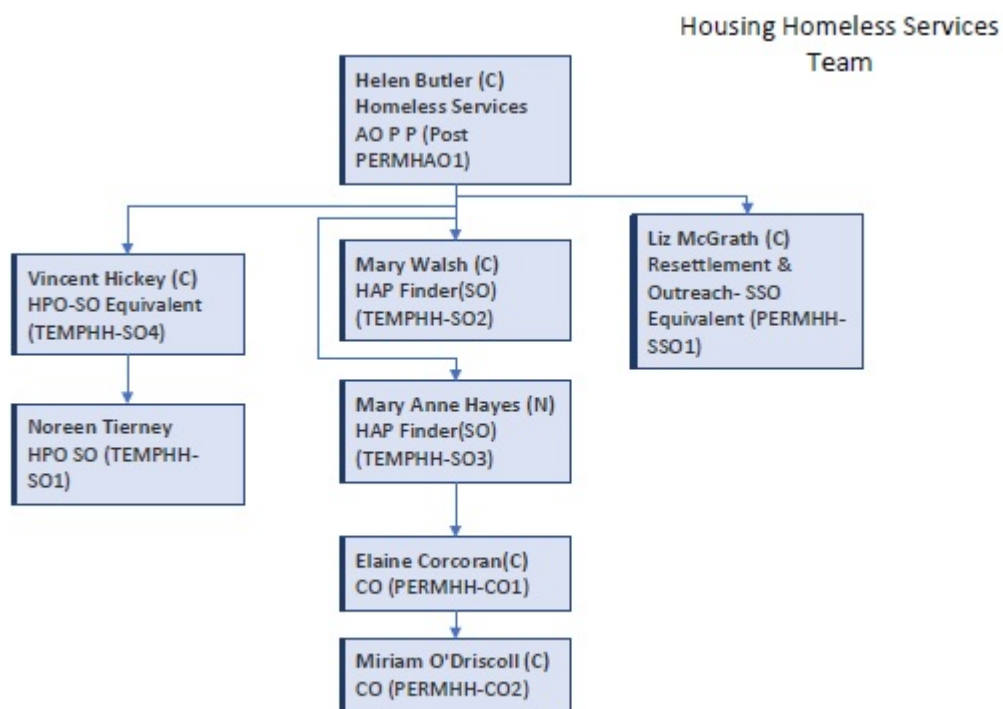 Housing Homeless Services
Team
Helen Butler (C)
Homeless Services
AO P P (Post
PERMHAO1)
Vincent Hickey (C)
HPO-SO Equivalent
(TEMPHH-SO4)
Mary Walsh (C)
HAP Finder(SO)
(TEMPHH-SO2)
Liz McGrath (C)
Resettlement &
Outreach- SSO
Equivalent (PERMHH-
SSO1)
Noreen Tierney
HPO SO (TEMPHH-
SO1)
Mary Anne Hayes (N)
HAP Finder(SO)
(TEMPHH-SO3)
Elaine Corcoran(C)
CO (PERMHH-CO1)
Miriam O'Driscoll (C)
CO (PERMHH-CO2)